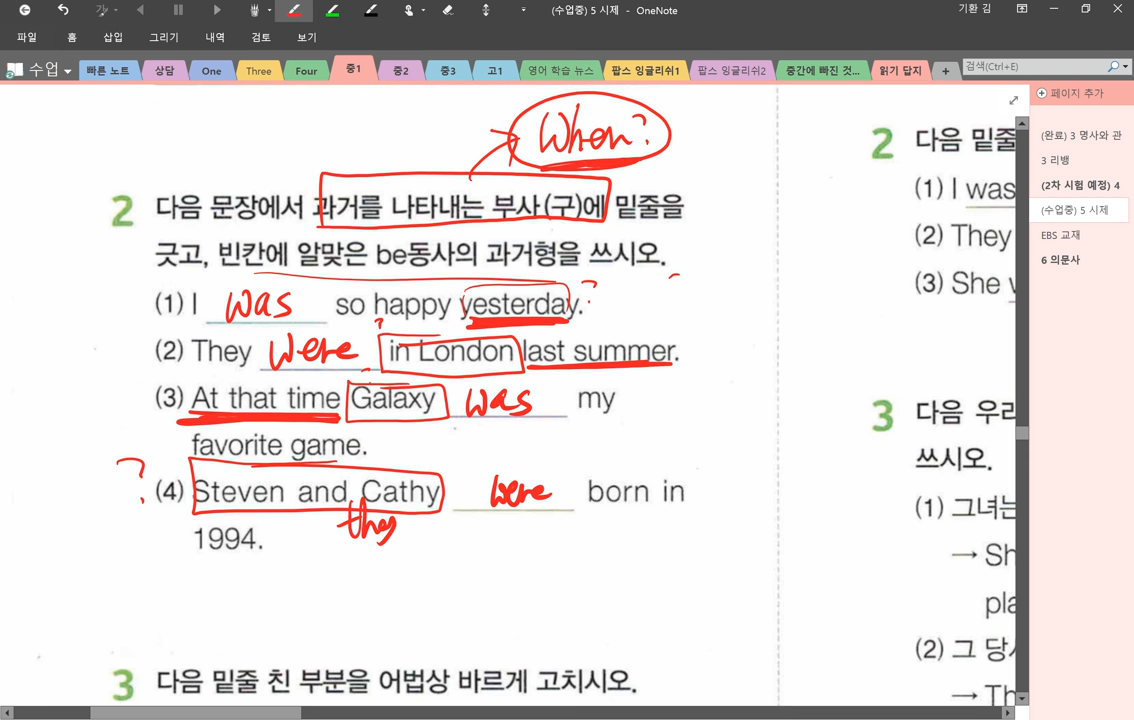 (수업중) 5 시제 - OneNote
기환 김
파일 홈 삽입 그리기 내역 검토 보기
수업 빠른 노트 상담 One Three Four 중1 중2 중3 고1 영어 학습 뉴스 팝스 잉글리쉬1 팝스 잉글리쉬2 중간에 빠진 것... 읽기 답지 + 검색(Ctrl+E)
페이지 추가
(완료) 3 명사와 관
3 리뱅
(2차 시험 예정) 4
(수업중) 5 시제
EBS 교재
6 의문사
When?
2 다음 문장에서 과거를 나타내는 부사(구)에 밑줄을
긋고, 빈칸에 알맞은 be동사의 과거형을 쓰시오.
(1) I was so happy yesterday. ?
(2) They were in London last summer.
(3) At that time Galaxy was my
favorite game.
? (4) Steven and Cathy were born in
they
1994.
3 다음 밑줄 친 부분을 어법상 바르게 고치시오.
2 다음 밑줄
(1) I was
(2) They
(3) She
3 다음 우리
쓰시오.
(1) 그녀는
→ Sh
pla
(2) 그 당시
→ Th